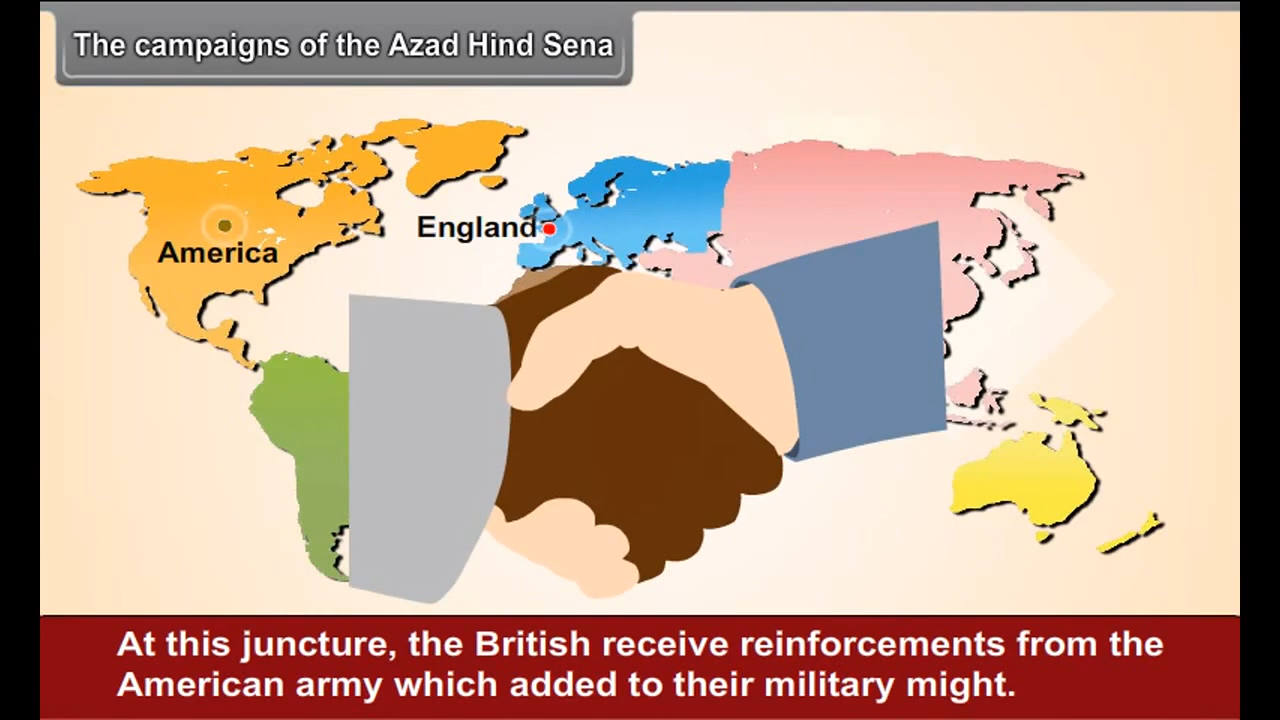 The campaigns of the Azad Hind Sena
England
America
At this juncture, the British receive reinforcements from the
American army which added to their military might.